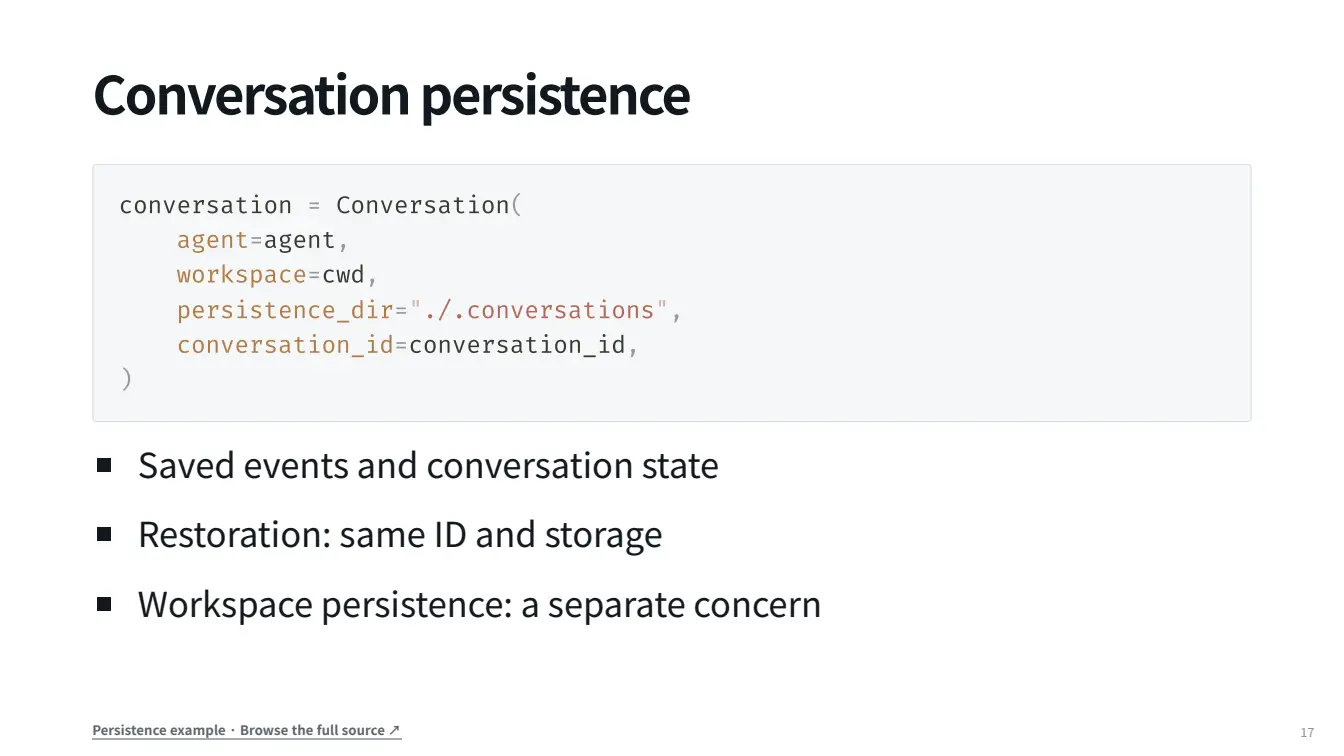 Conversation persistence
conversation = Conversation(
    agent=agent,
    workspace=cwd,
    persistence_dir="./.conversations",
    conversation_id=conversation_id,
)
■ Saved events and conversation state
■ Restoration: same ID and storage
■ Workspace persistence: a separate concern
Persistence example · Browse the full source ↗
17